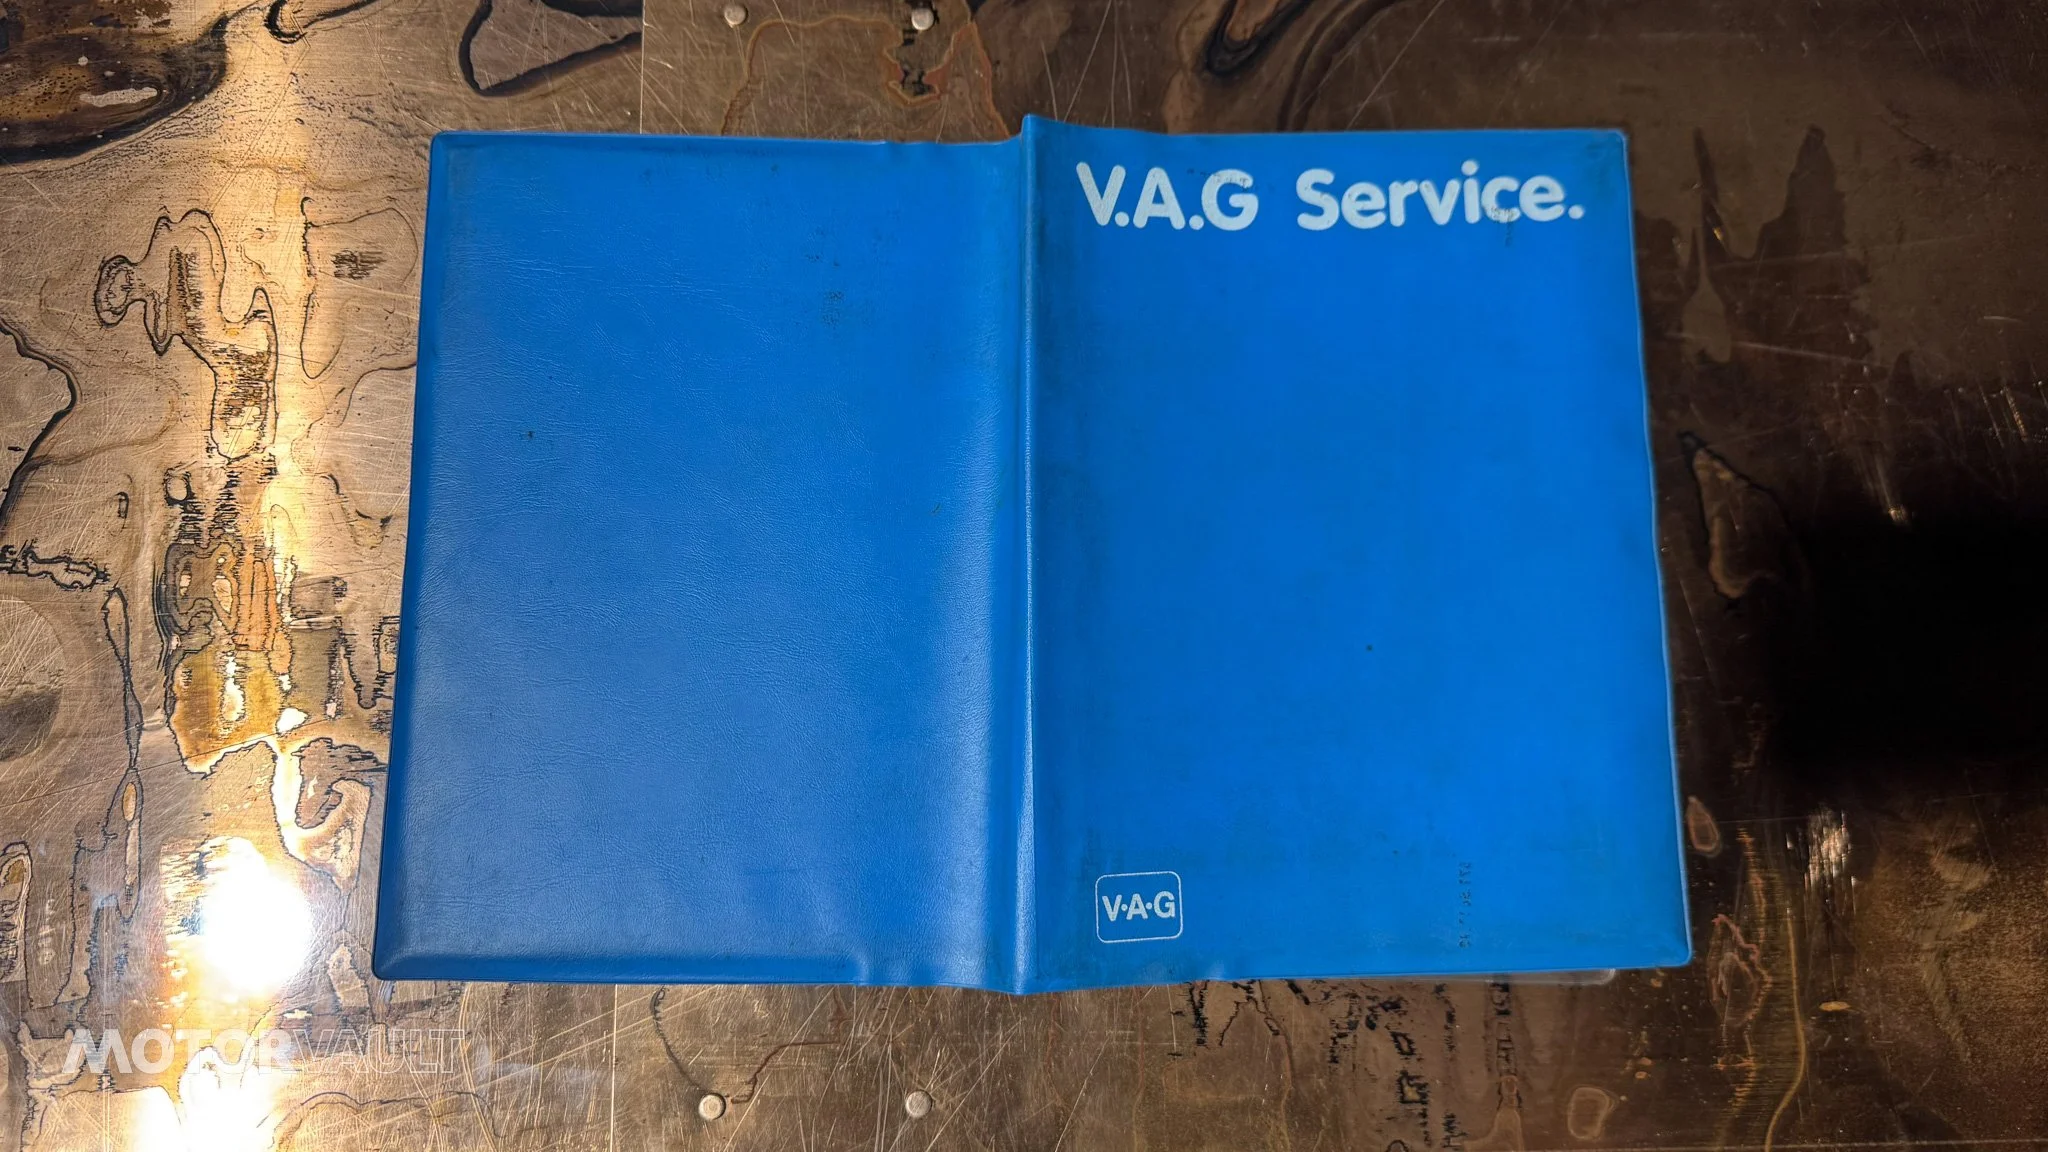 V.A.G Service.
V·A·G
MOTORVAULT